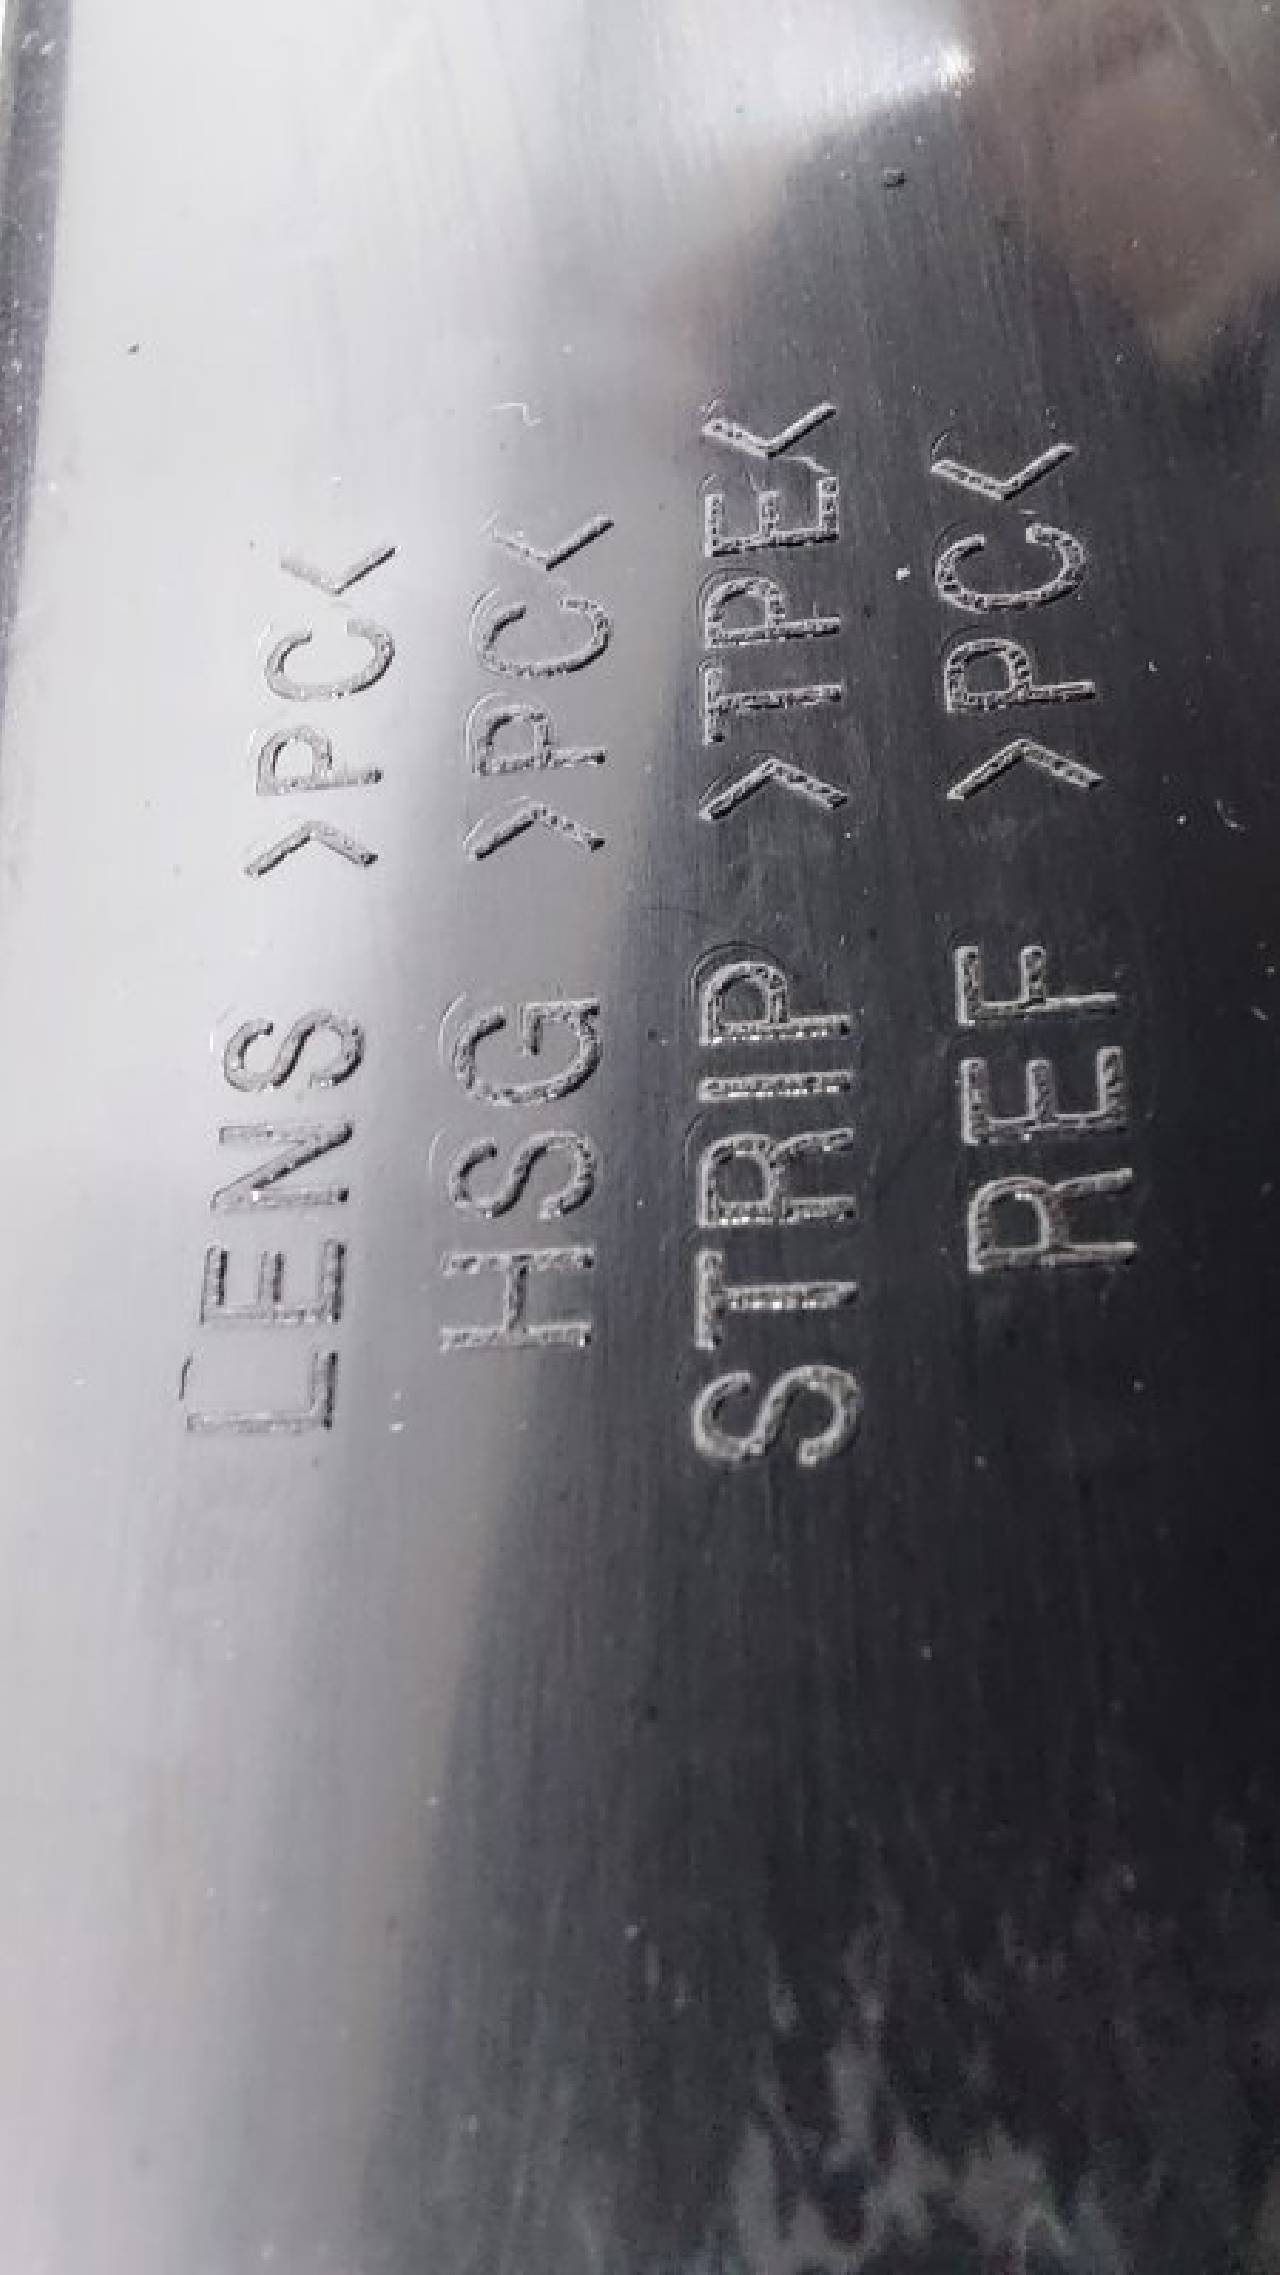 LENS >PC<
HSG >PC<
STRIP >TPE<
REF >PC<